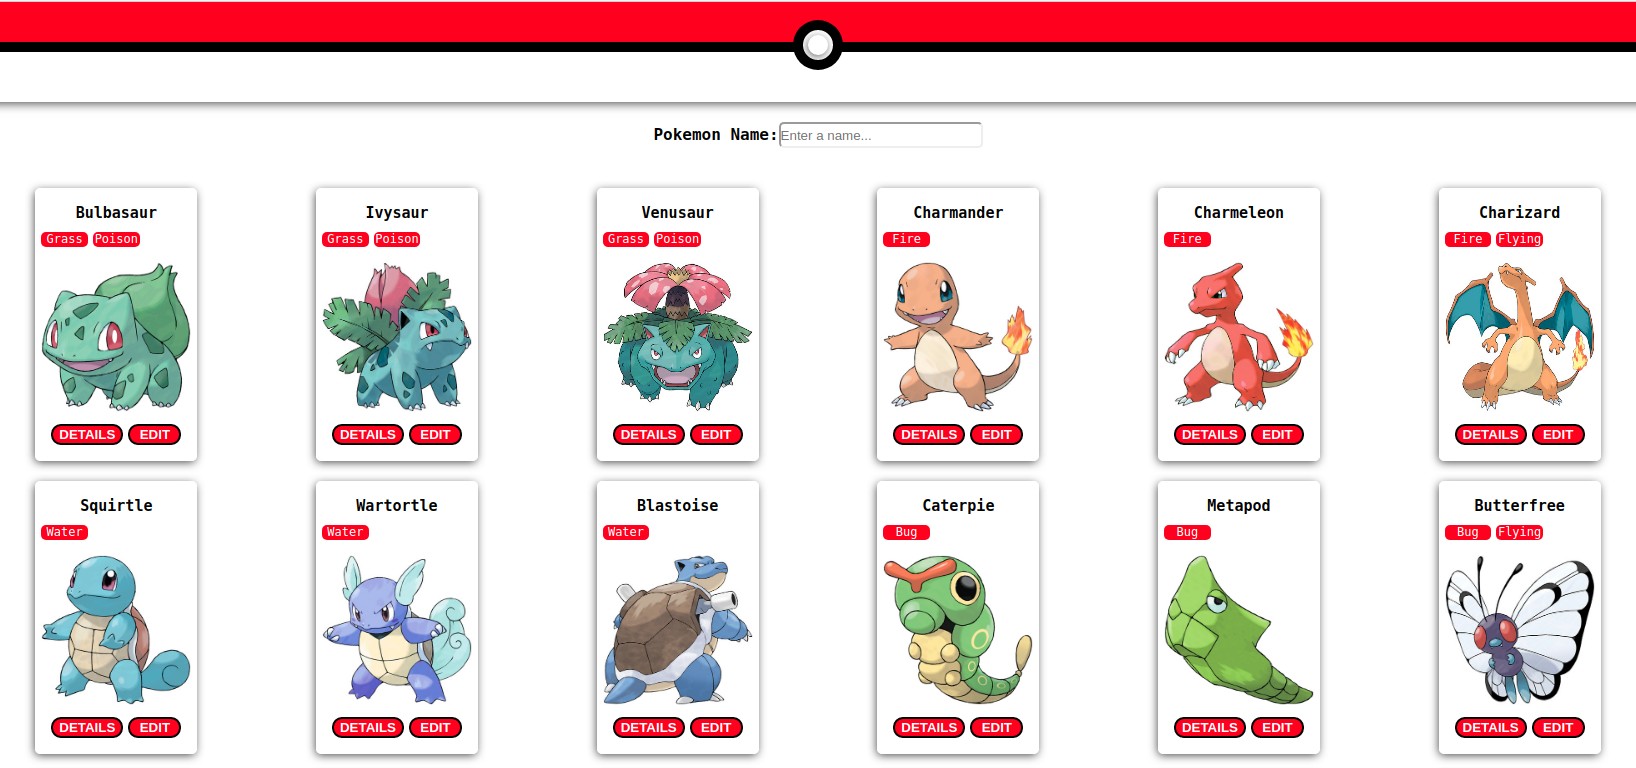 Pokemon Name: Enter a name...
Bulbasaur Ivysaur Venusaur Charmander Charmeleon Charizard
Grass Poison Grass Poison Grass Poison Fire Fire Fire Flying
DETAILS EDIT DETAILS EDIT DETAILS EDIT DETAILS EDIT DETAILS EDIT DETAILS EDIT
Squirtle Wartortle Blastoise Caterpie Metapod Butterfree
Water Water Water Bug Bug Bug Flying
DETAILS EDIT DETAILS EDIT DETAILS EDIT DETAILS EDIT DETAILS EDIT DETAILS EDIT